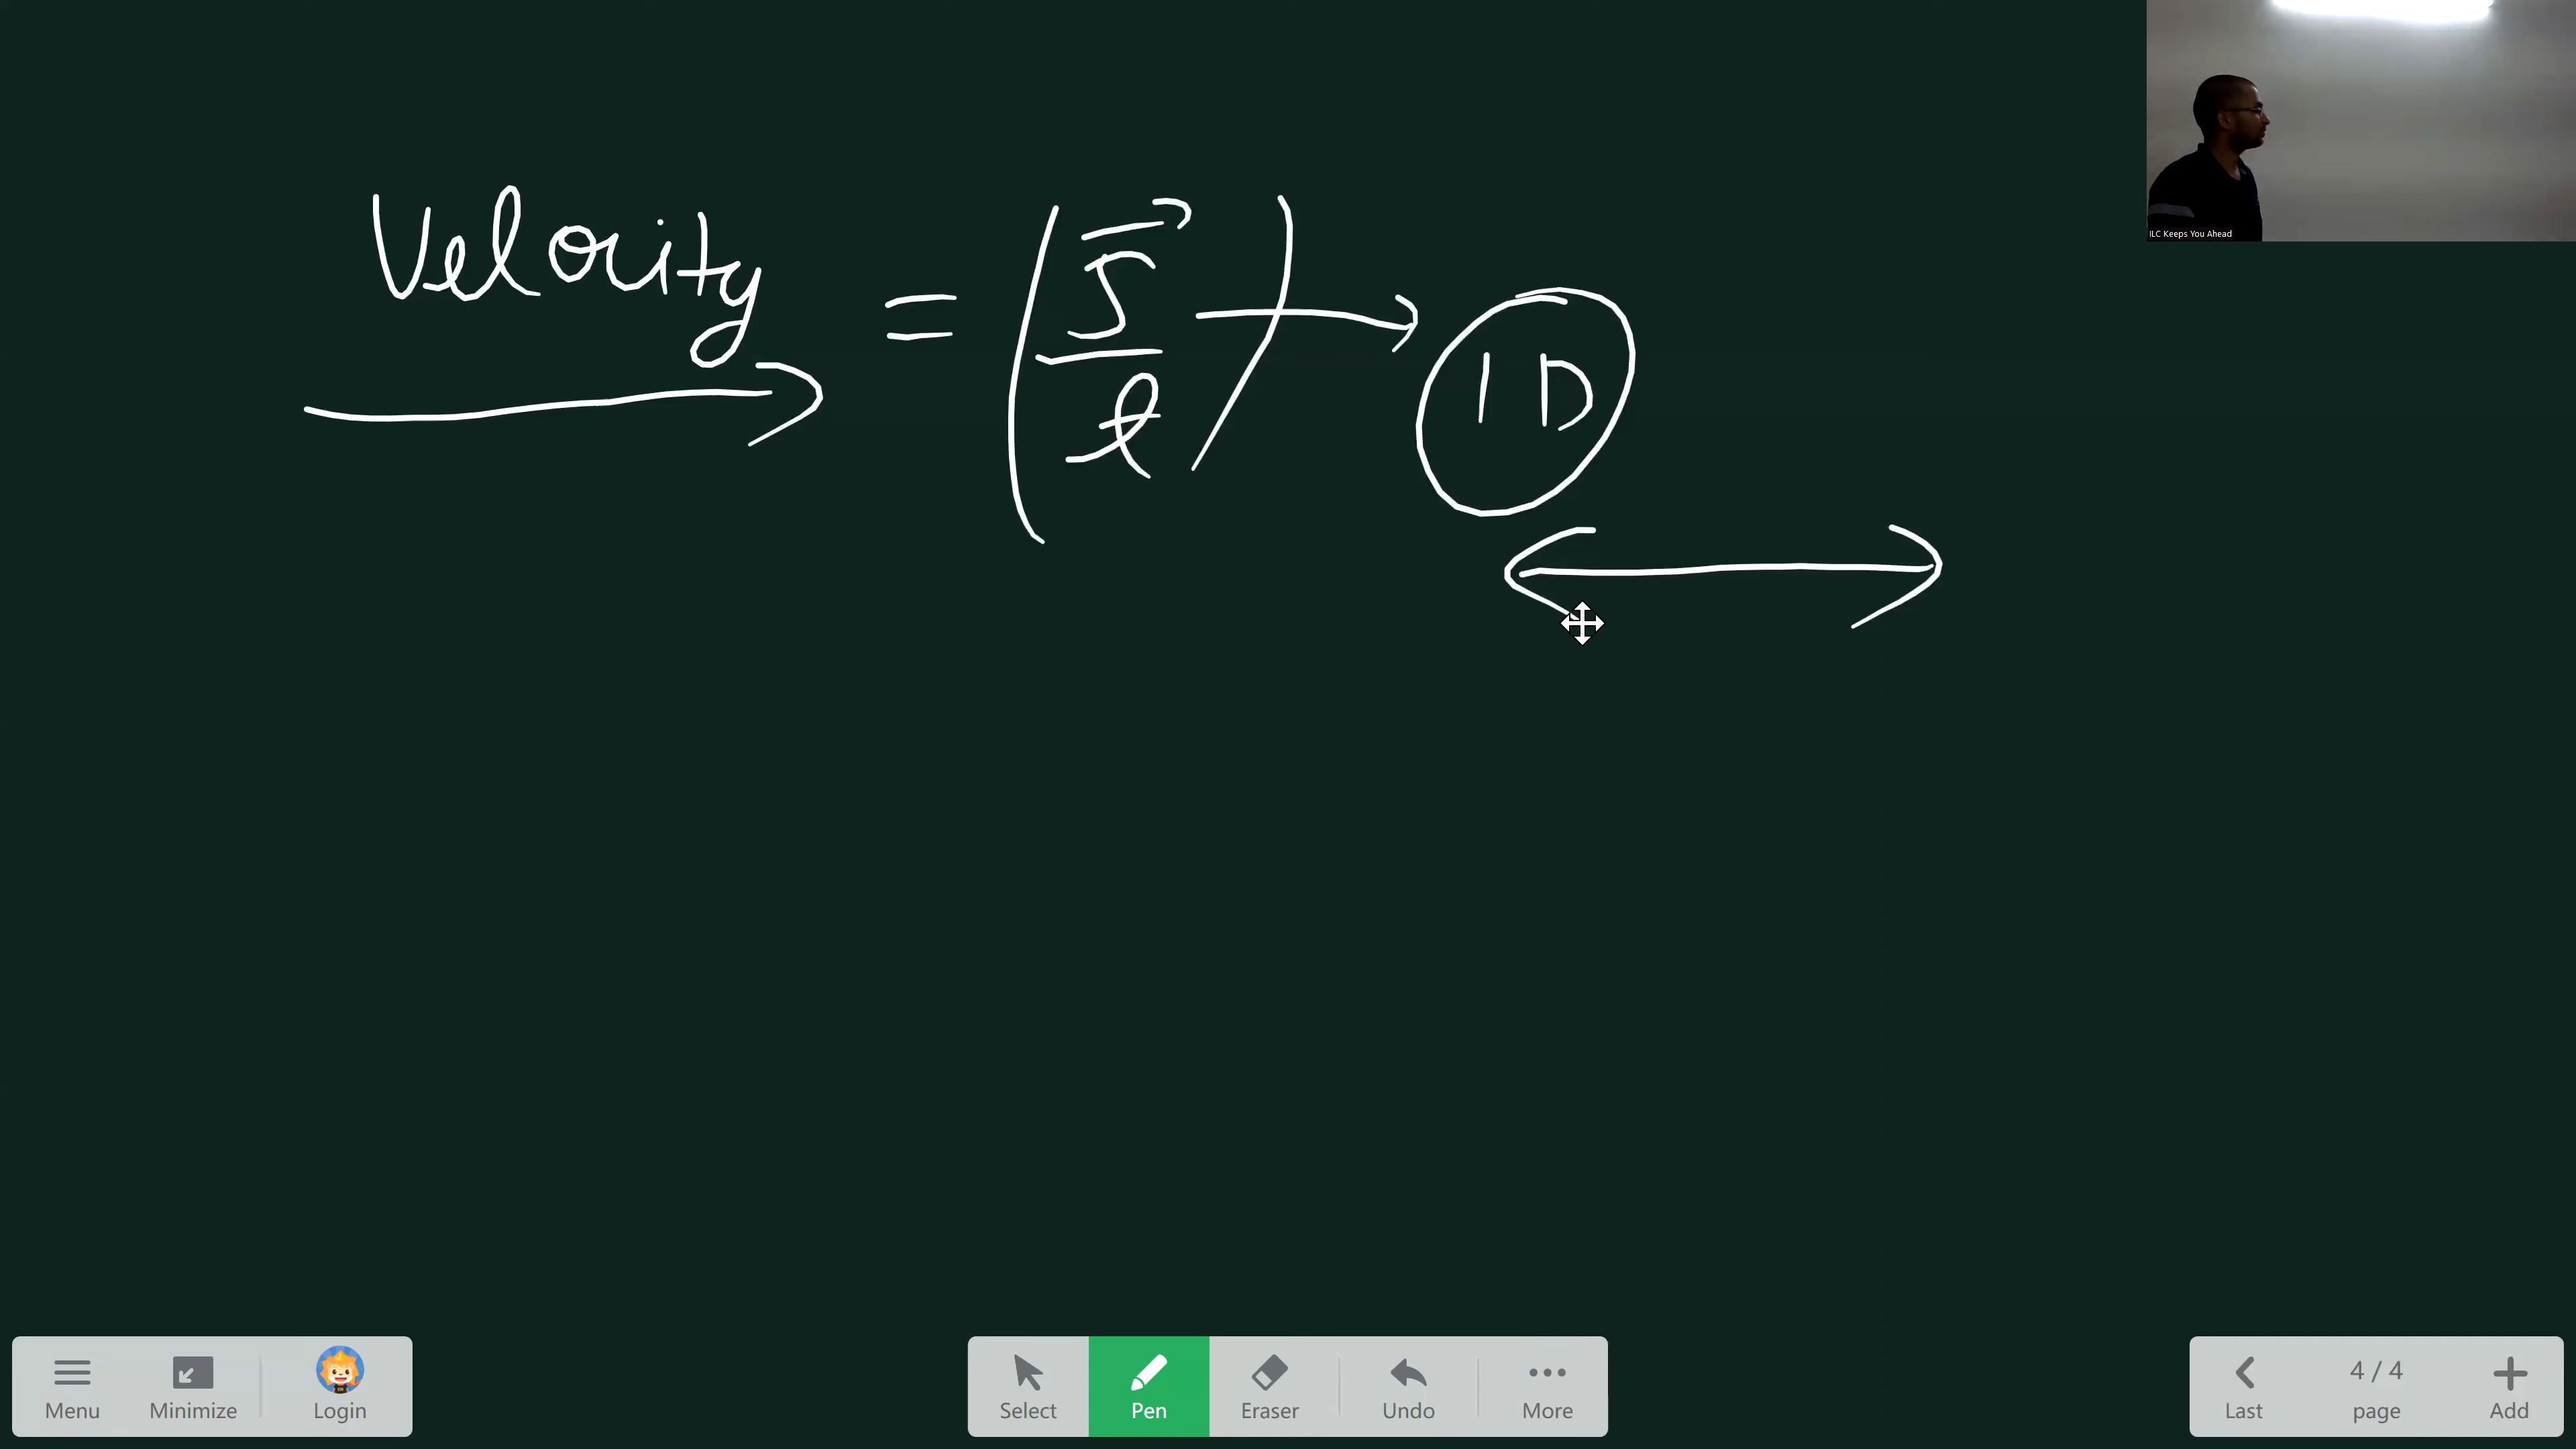 ILC Keeps You Ahead
Velocity = (S/t) → 1D
Menu Minimize Login Select Pen Eraser Undo More Last 4 / 4 page Add